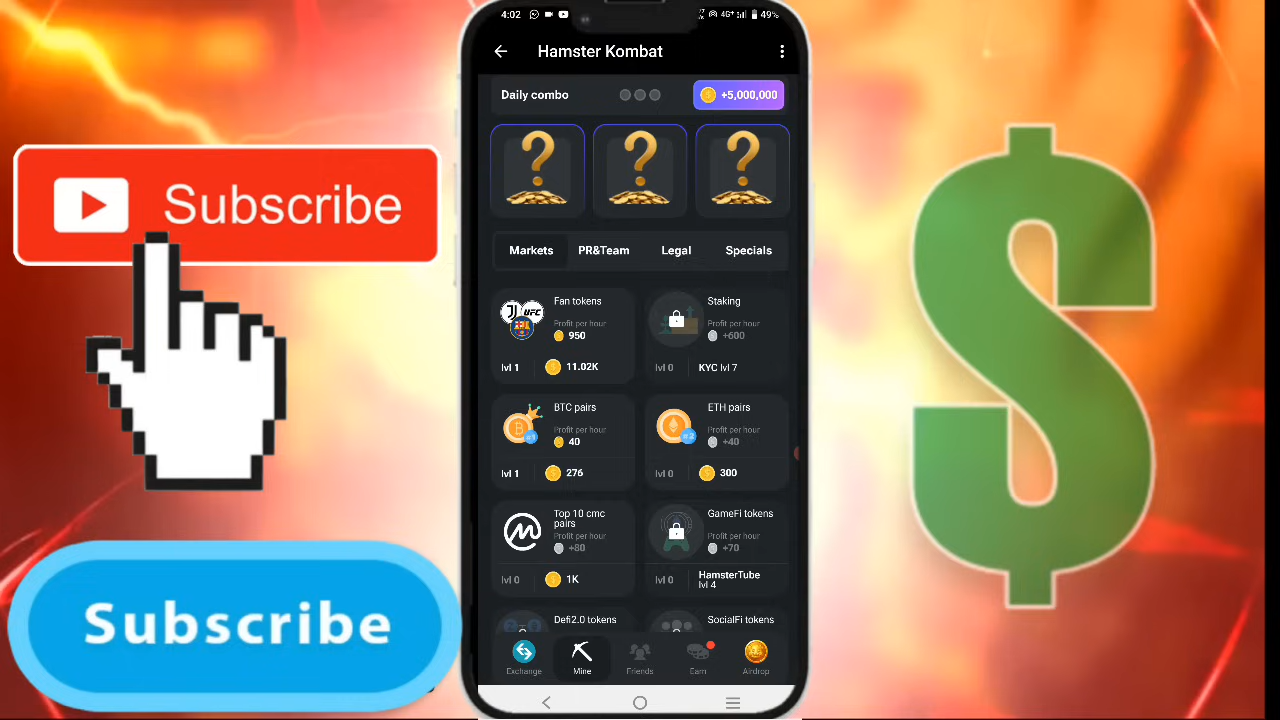 4:02
4G+
49%
Hamster Kombat
Daily combo
+5,000,000
Subscribe
Markets
PR&Team
Legal
Specials
Fan tokens
Profit per hour
950
lvl 1
11.02K
Staking
Profit per hour
+600
lvl 0
KYC lvl 7
BTC pairs
Profit per hour
40
lvl 1
276
ETH pairs
Profit per hour
+40
lvl 0
300
Top 10 cmc
pairs
Profit per hour
+80
lvl 0
1K
GameFi tokens
Profit per hour
+70
lvl 0
HamsterTube
lvl 4
Defi2.0 tokens
SocialFi tokens
Subscribe
Exchange
Mine
Friends
Earn
Airdrop